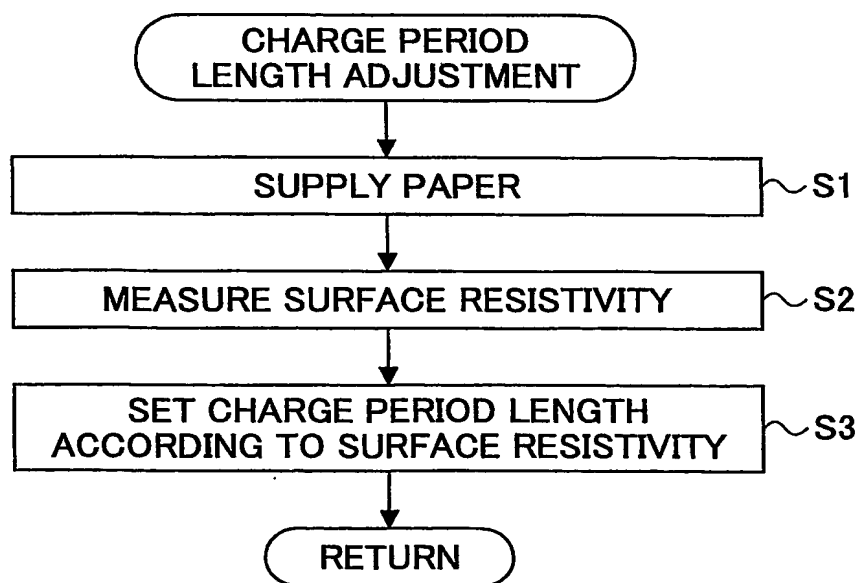 CHARGE PERIOD
LENGTH ADJUSTMENT
SUPPLY PAPER
S1
MEASURE SURFACE RESISTIVITY
S2
SET CHARGE PERIOD LENGTH
ACCORDING TO SURFACE RESISTIVITY
S3
RETURN